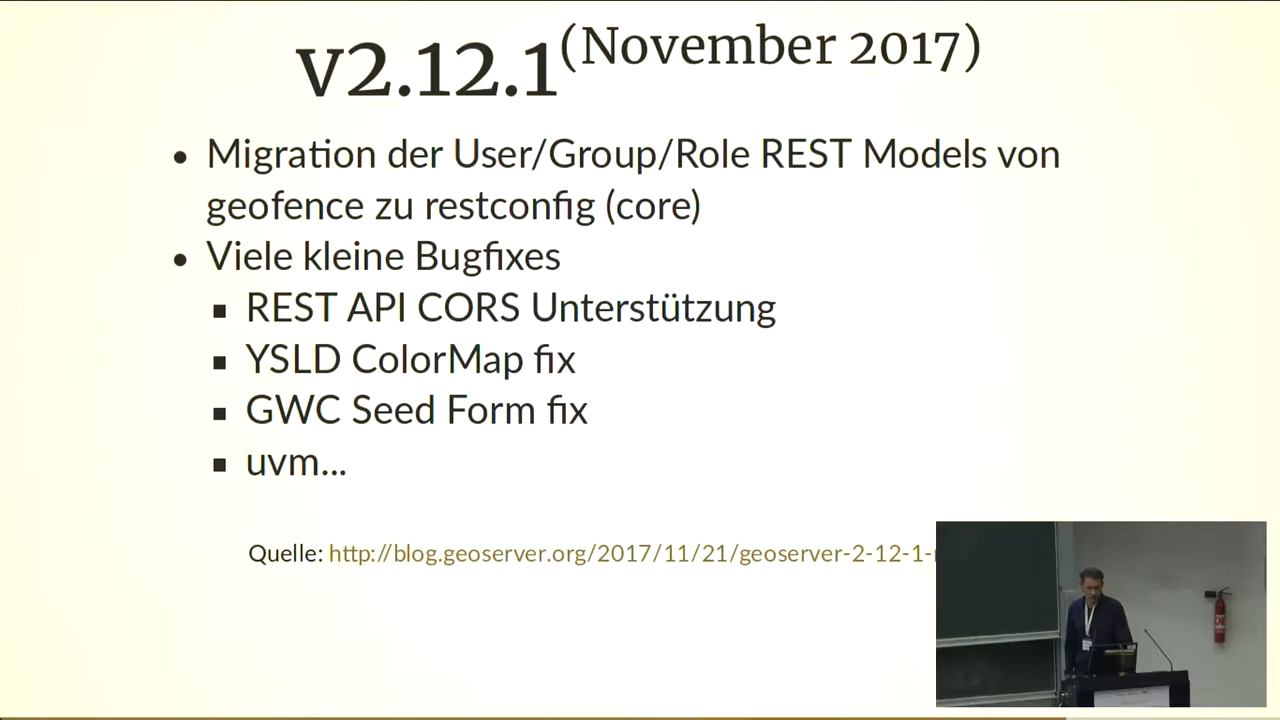 v2.12.1(November 2017)
• Migration der User/Group/Role REST Models von
geofence zu restconfig (core)
• Viele kleine Bugfixes
▪ REST API CORS Unterstützung
▪ YSLD ColorMap fix
▪ GWC Seed Form fix
▪ uvm...
Quelle: http://blog.geoserver.org/2017/11/21/geoserver-2-12-1-